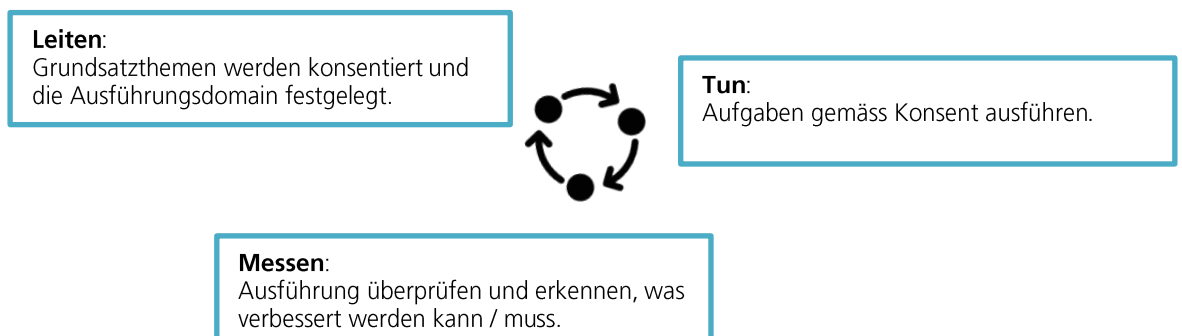 Leiten:
Grundsatzthemen werden konsentiert und
die Ausführungsdomain festgelegt.
Tun:
Aufgaben gemäss Konsent ausführen.
Messen:
Ausführung überprüfen und erkennen, was
verbessert werden kann / muss.